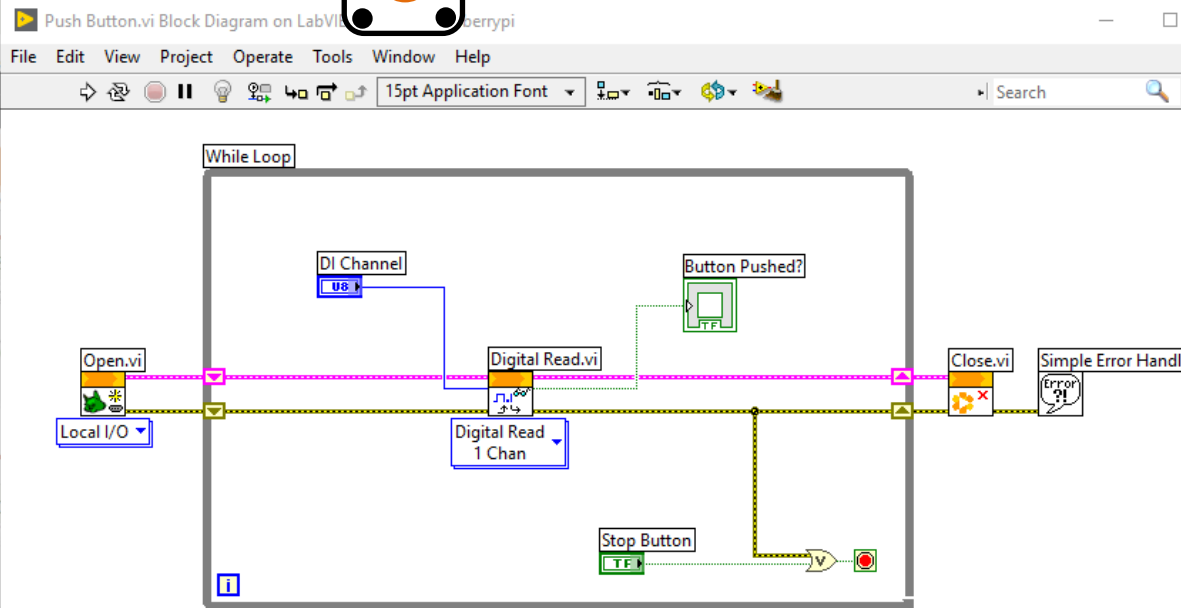 Push Button.vi Block Diagram on LabVIE berrypi
File Edit View Project Operate Tools Window Help
15pt Application Font
Search
While Loop
DI Channel
U8
Button Pushed?
TF
Open.vi
Digital Read.vi
Close.vi
Simple Error Handl
Error
?!
Local I/O
Digital Read
1 Chan
Stop Button
TF
V
i